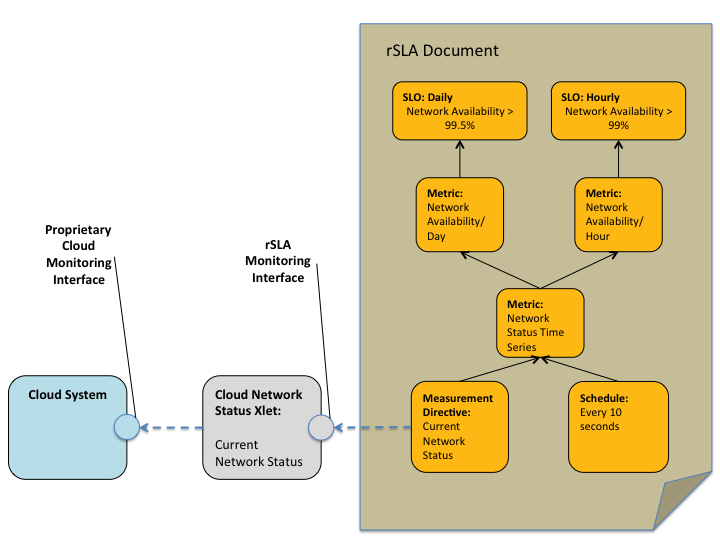 rSLA Document
SLO: Daily
Network Availability >
99.5%
SLO: Hourly
Network Availability >
99%
Metric:
Network
Availability/
Day
Metric:
Network
Availability/
Hour
Proprietary
Cloud
Monitoring
Interface
rSLA
Monitoring
Interface
Metric:
Network
Status Time
Series
Cloud System
Cloud Network
Status Xlet:
Current
Network Status
Measurement
Directive:
Current
Network
Status
Schedule:
Every 10
seconds